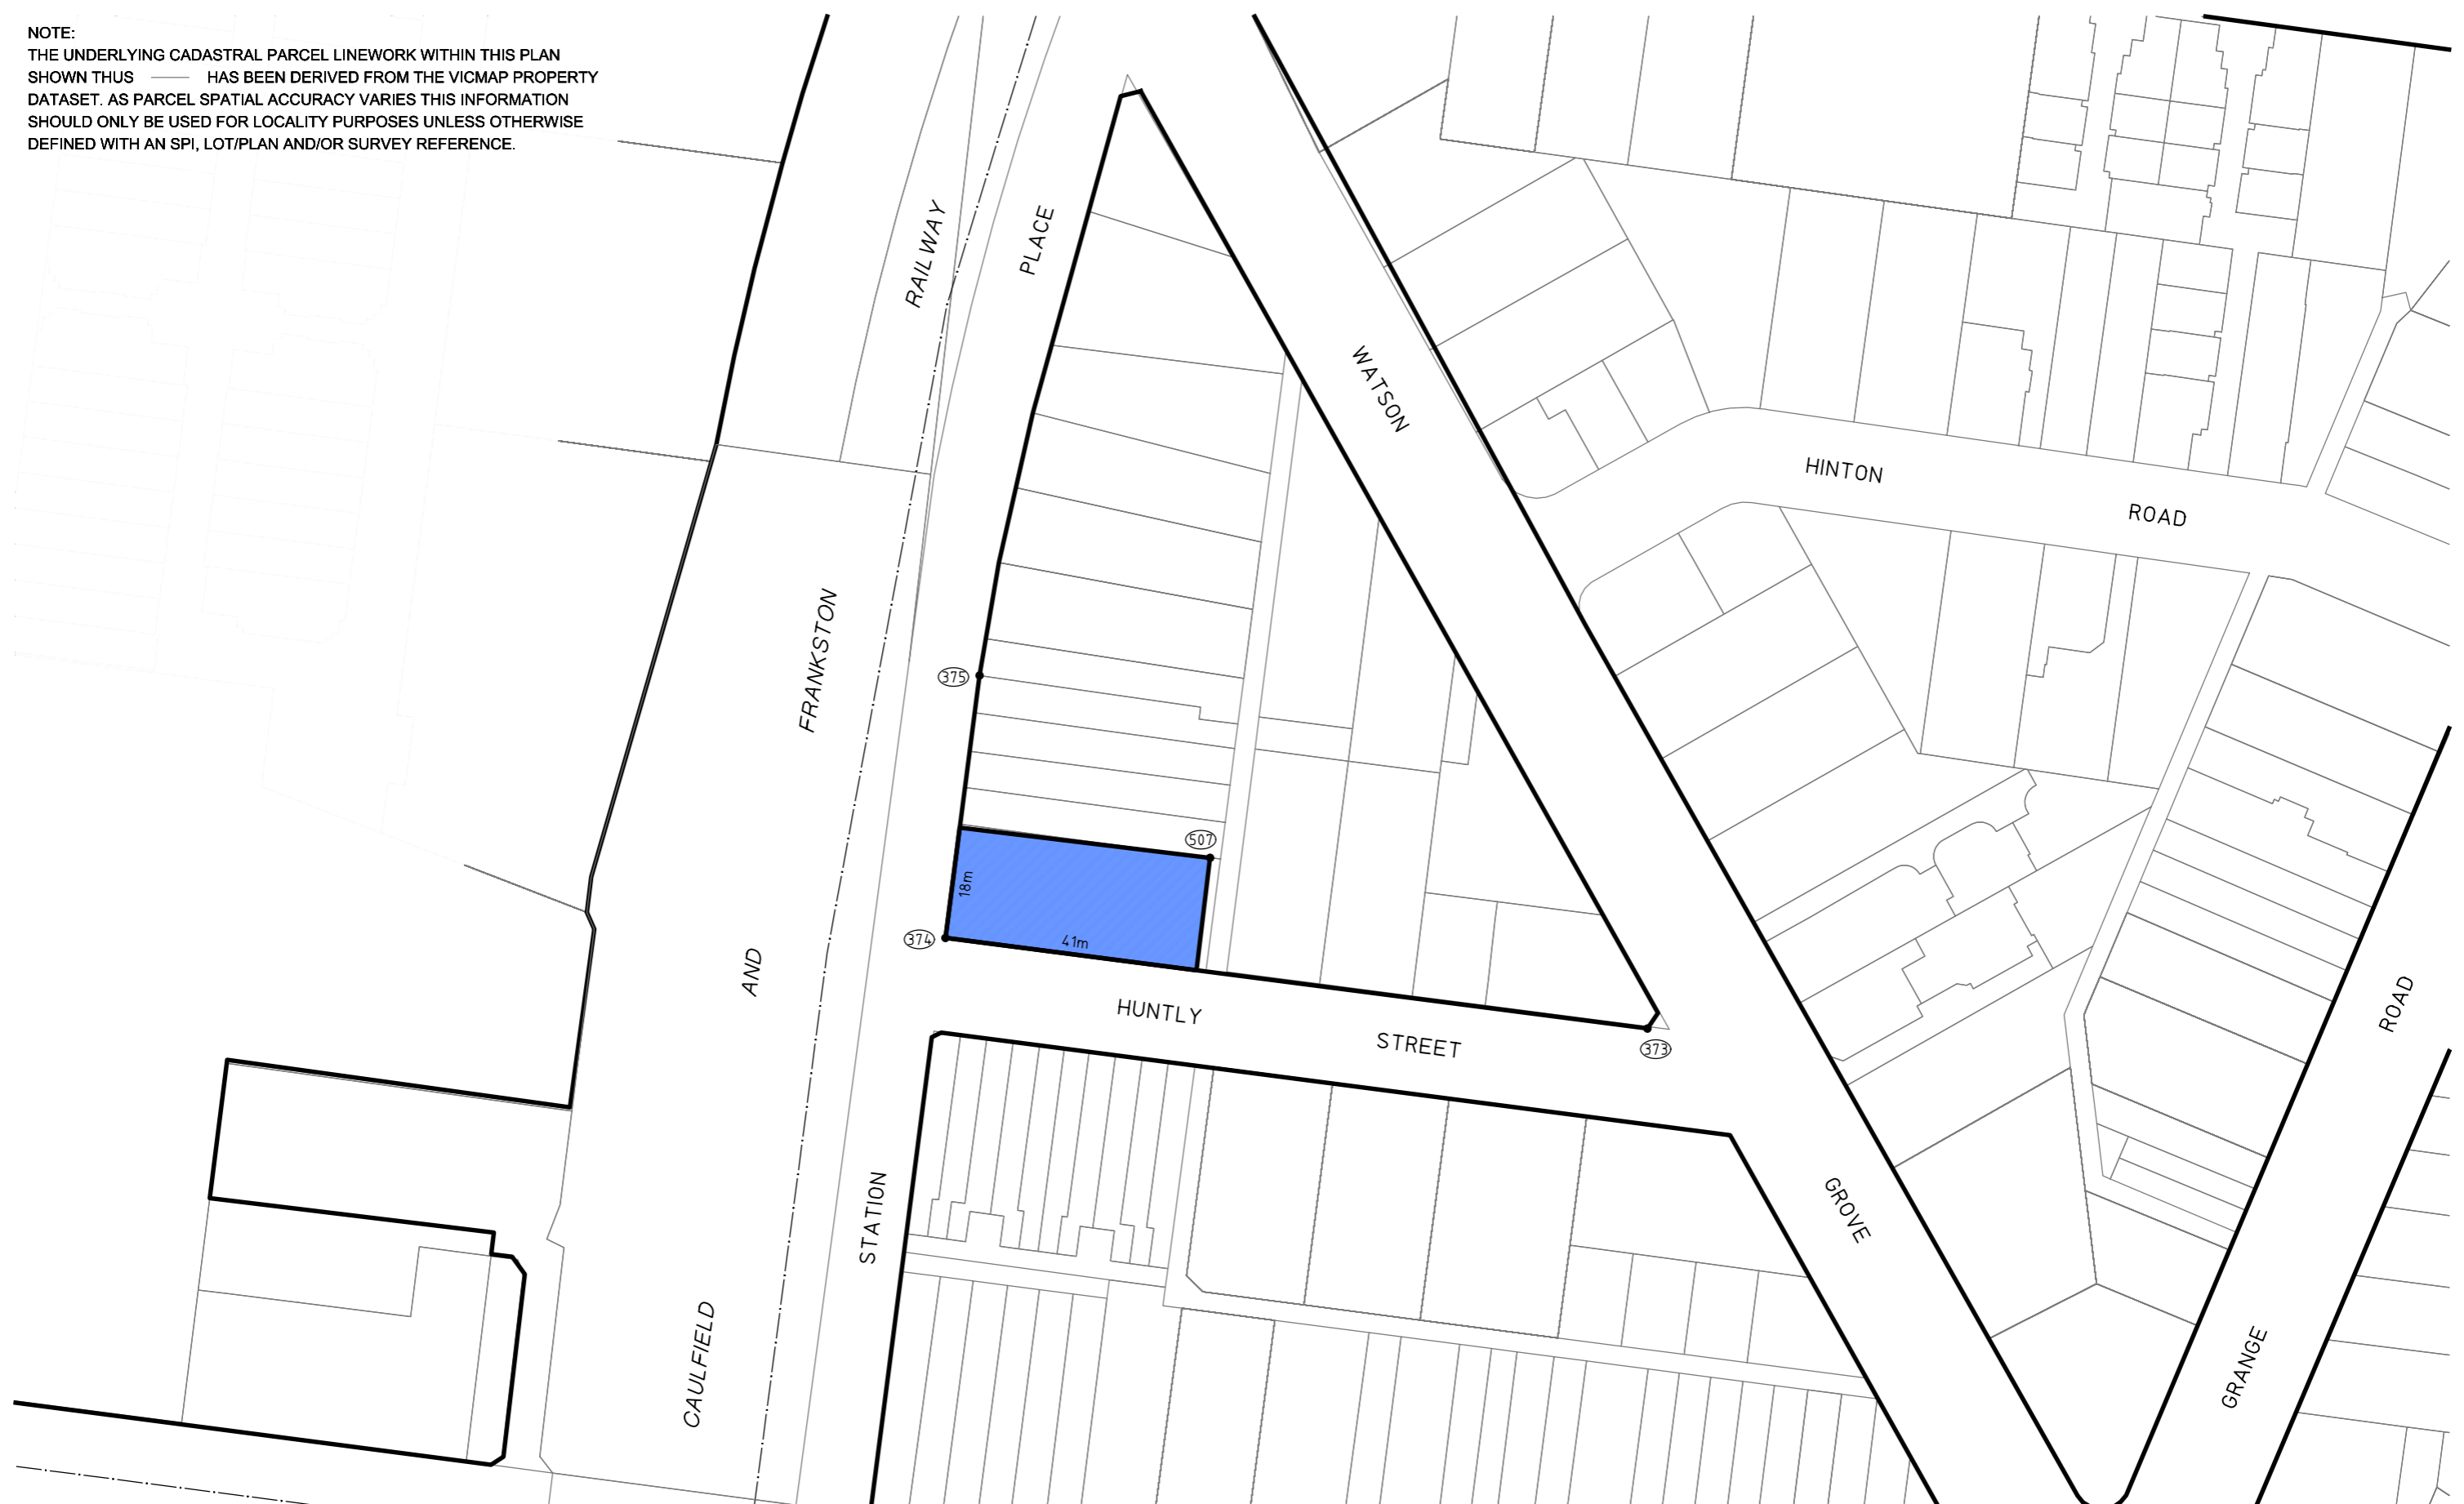 NOTE:
THE UNDERLYING CADASTRAL PARCEL LINEWORK WITHIN THIS PLAN
SHOWN THUS HAS BEEN DERIVED FROM THE VICMAP PROPERTY
DATASET. AS PARCEL SPATIAL ACCURACY VARIES THIS INFORMATION
SHOULD ONLY BE USED FOR LOCALITY PURPOSES UNLESS OTHERWISE
DEFINED WITH AN SPI, LOT/PLAN AND/OR SURVEY REFERENCE.
RAILWAY
PLACE
WATSON
HINTON
ROAD
FRANKSTON
375
507
18m
374
41m
AND
HUNTLY
STREET
373
ROAD
STATION
GROVE
CAULFIELD
GRANGE